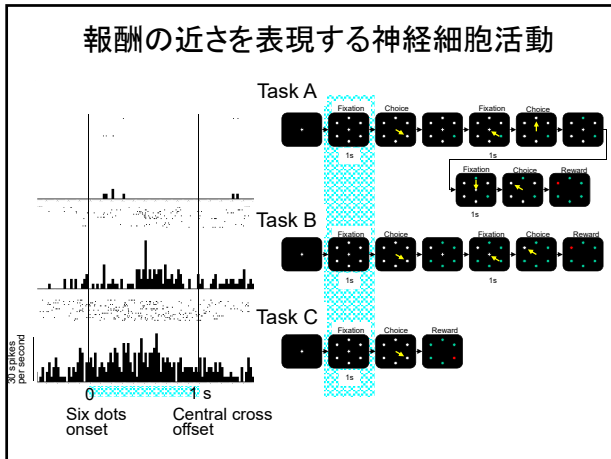 報酬の近さを表現する神経細胞活動
Task A
Fixation
Choice
Fixation
Choice
1s
1s
Fixation
Choice
Reward
1s
Task B
Fixation
Choice
Fixation
Choice
Reward
1s
1s
Task C
Fixation
Choice
Reward
1s
30 spikes
per second
0
1 s
Six dots
onset
Central cross
offset